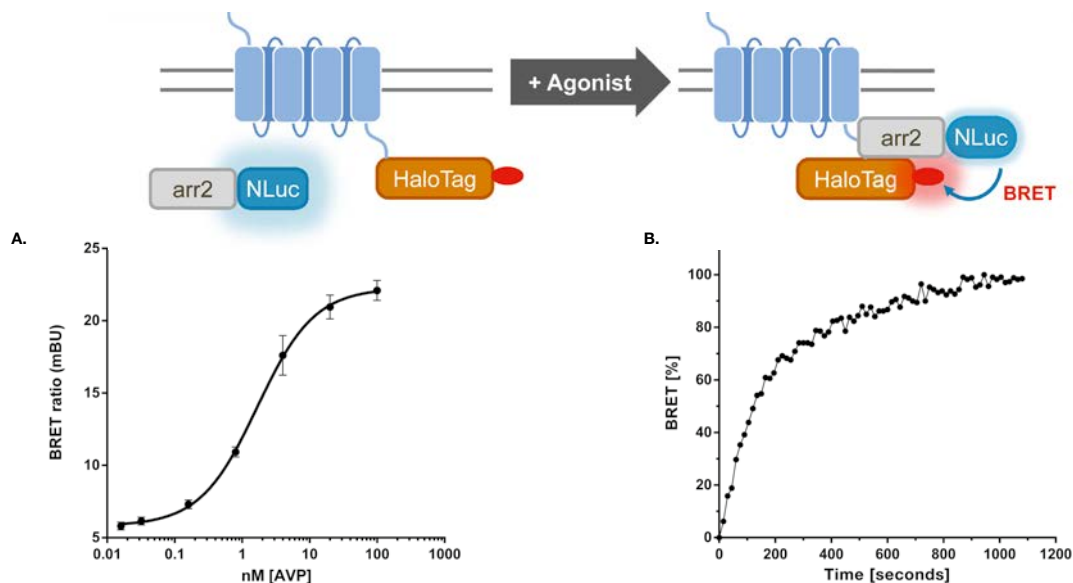 + Agonist
arr2 NLuc
HaloTag
arr2 NLuc
HaloTag
BRET
A.
BRET ratio (mBU)
25
20
15
10
5
0.01 0.1 1 10 100 1000
nM [AVP]
B.
BRET [%]
100
80
60
40
20
0
0 200 400 600 800 1000 1200
Time [seconds]